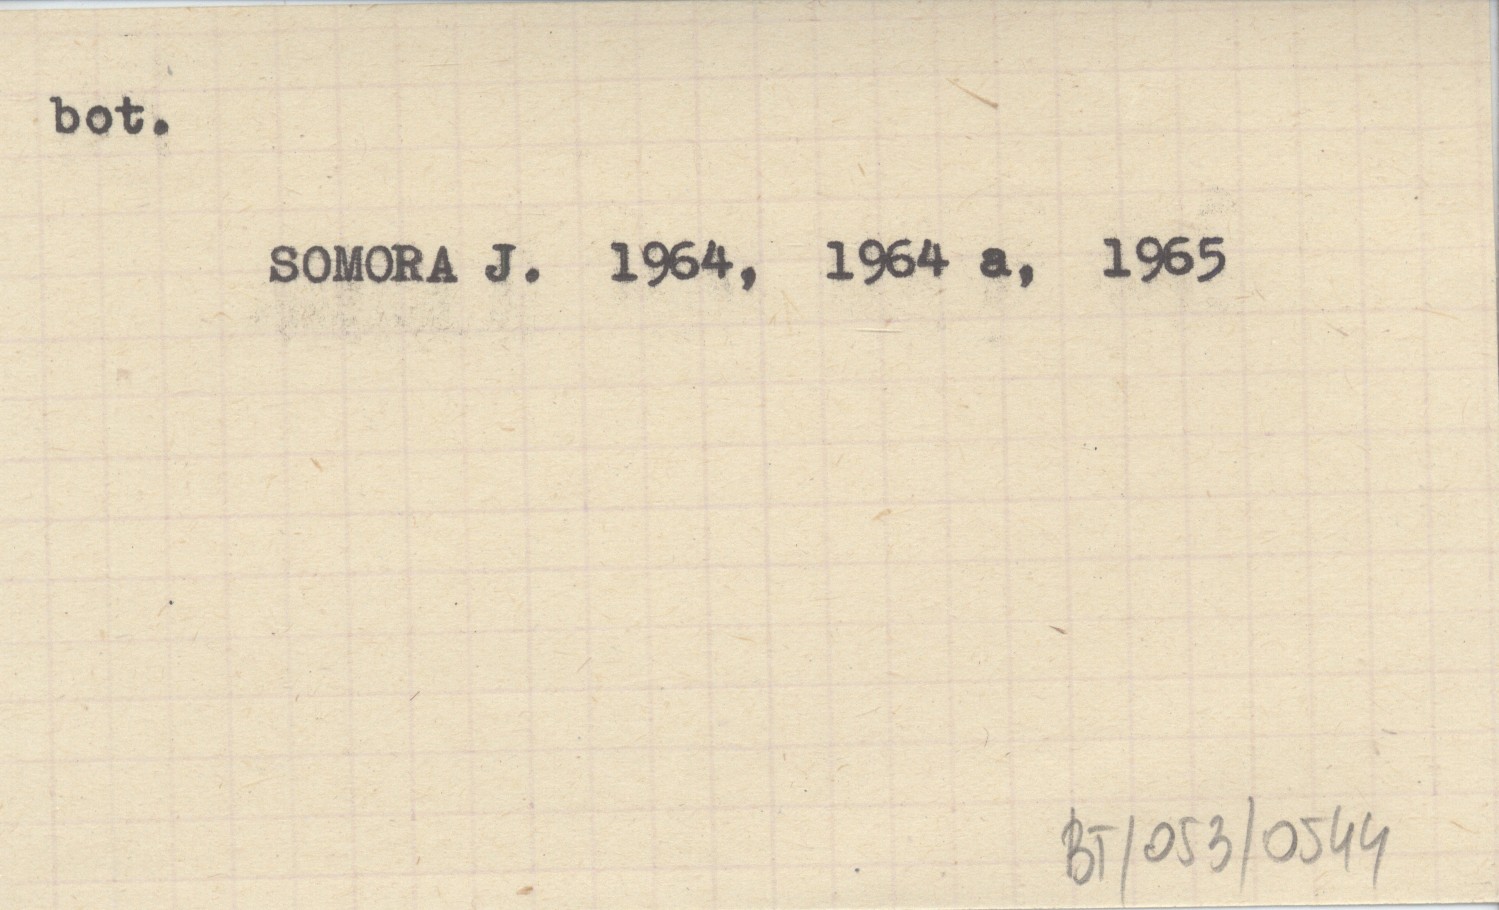 bot.
SOMORA J. 1964, 1964 a, 1965
BT/053/0544